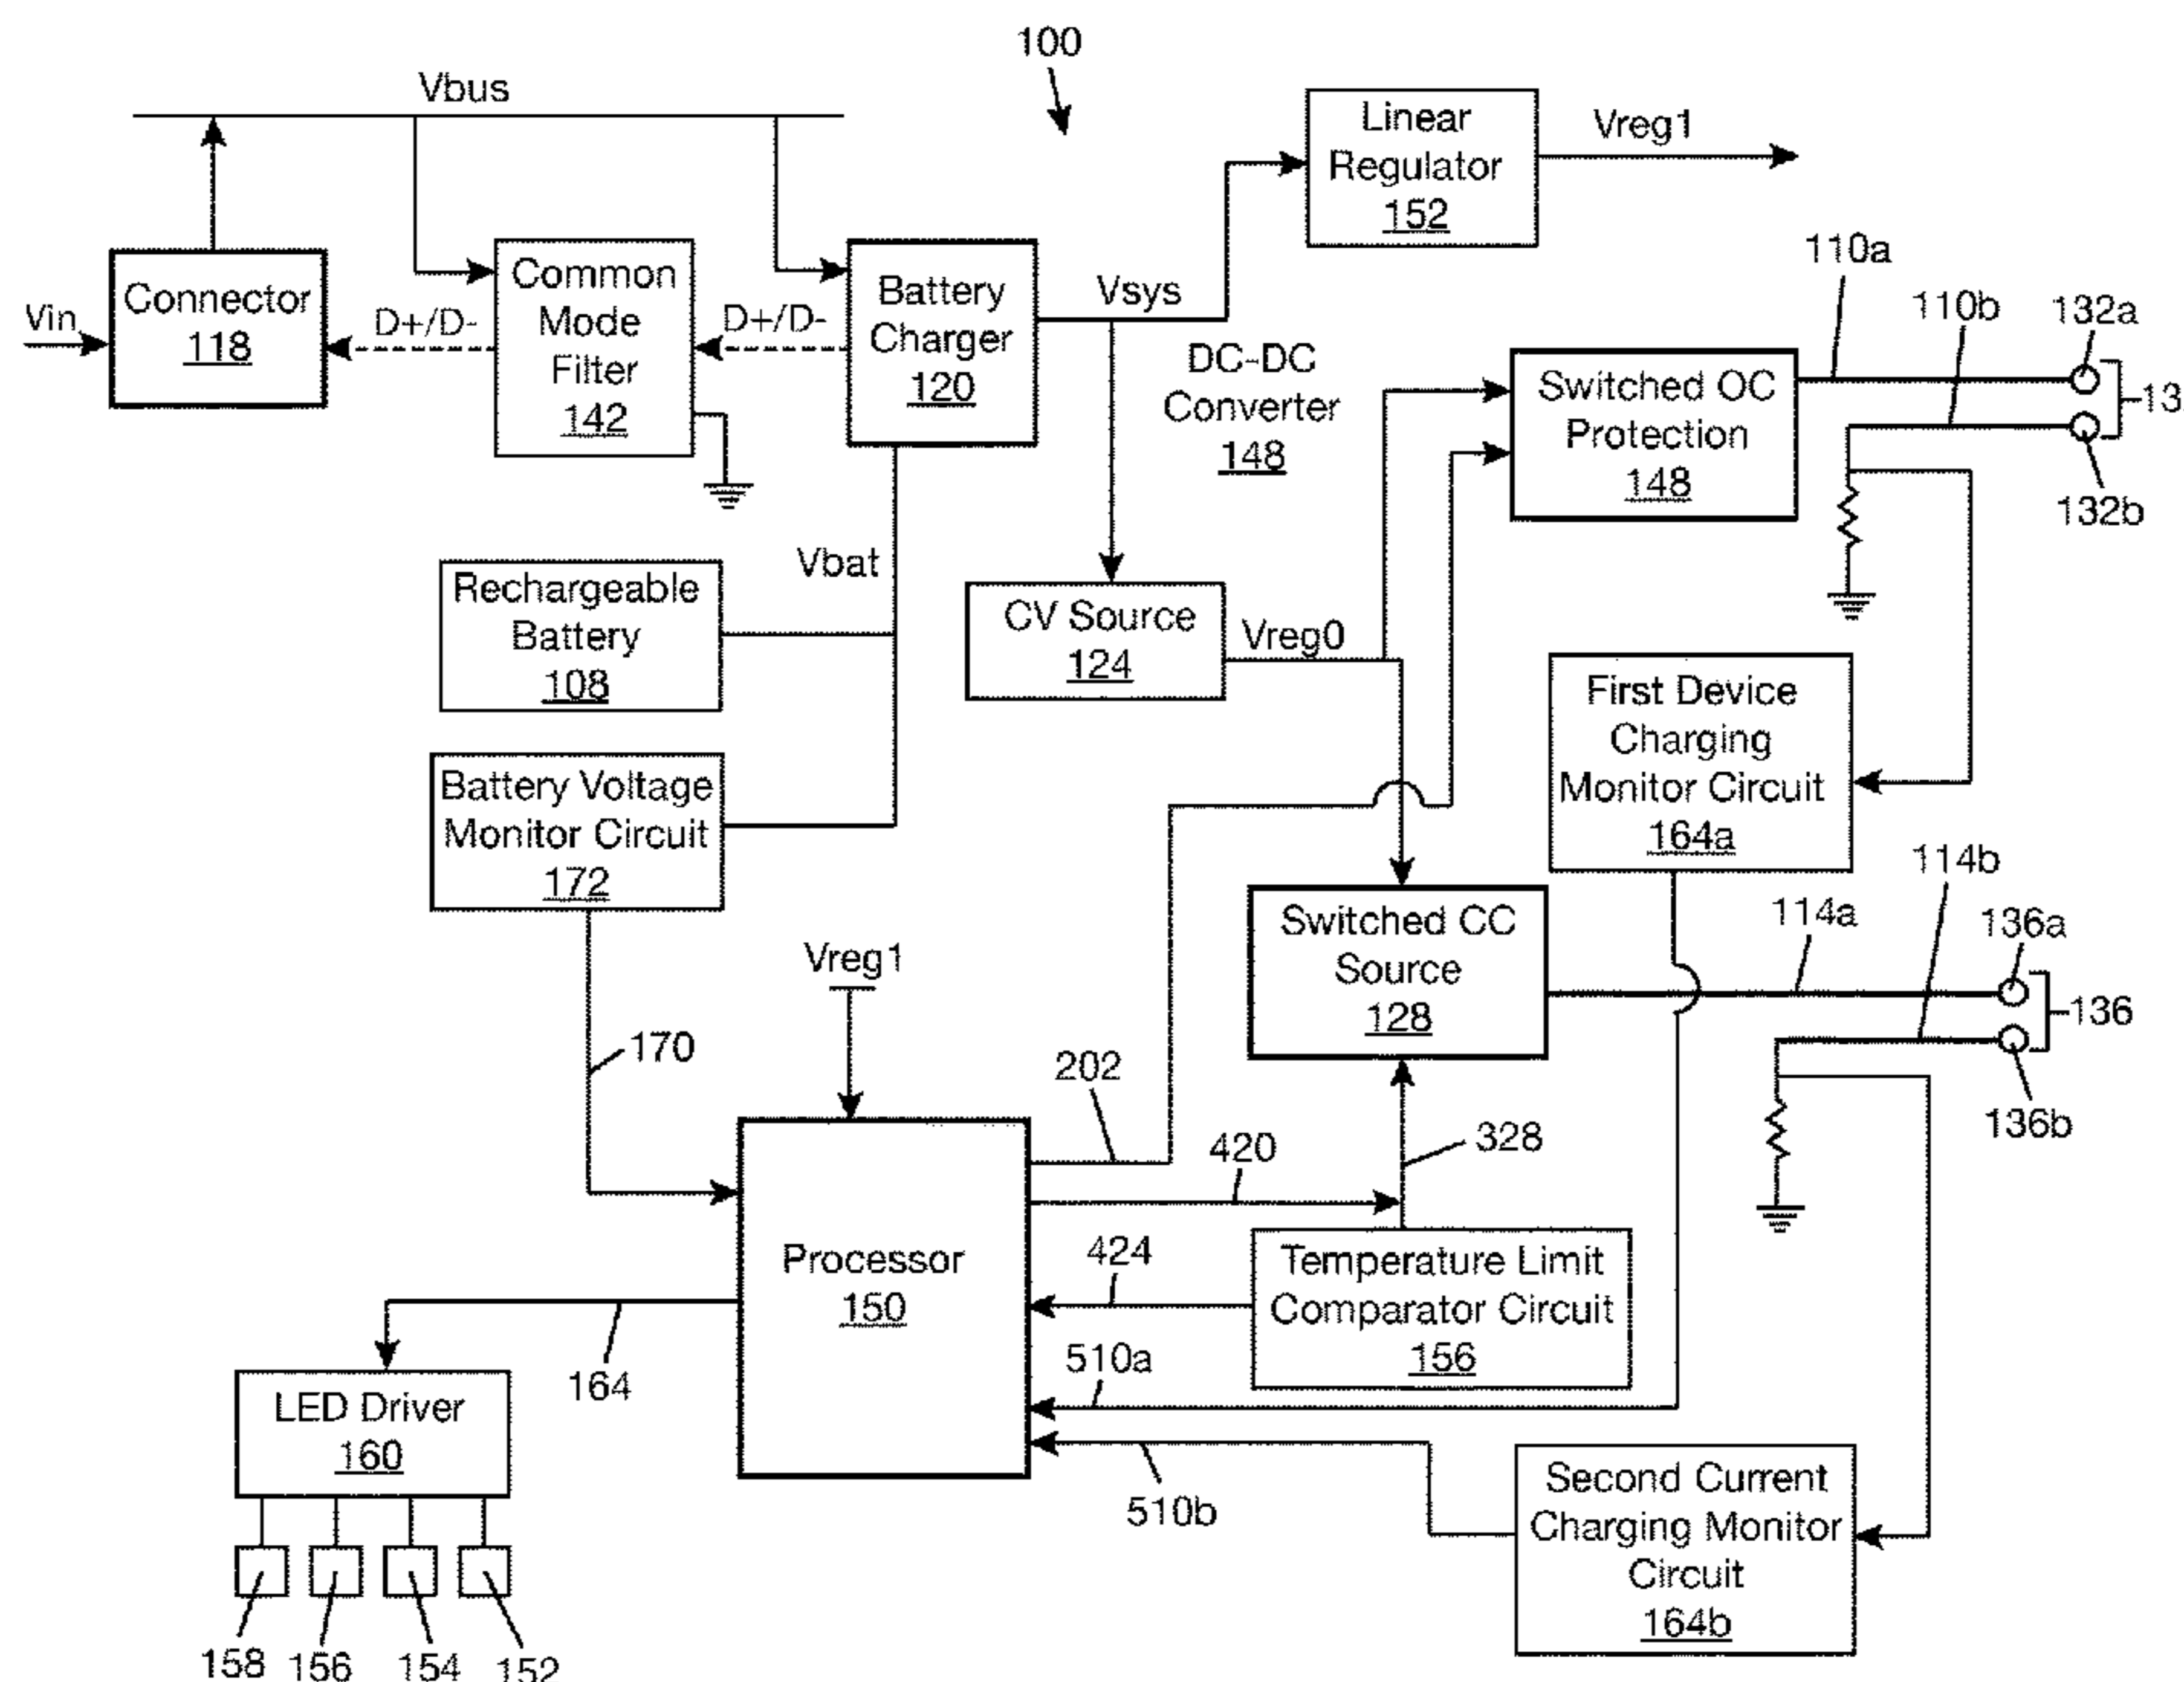 100
Vbus
Linear
Regulator
152
Vreg1
Vin
Connector
118
D+/D-
Common
Mode
Filter
142
D+/D-
Battery
Charger
120
Vsys
DC-DC
Converter
148
Switched OC
Protection
148
110a
110b
132a
13
132b
Vbat
Rechargeable
Battery
108
CV Source
124
Vreg0
First Device
Charging
Monitor Circuit
164a
Battery Voltage
Monitor Circuit
172
Switched CC
Source
128
114b
114a
136a
136
136b
Vreg1
170
202
420
328
Processor
150
424
Temperature Limit
Comparator Circuit
156
510a
164
LED Driver
160
510b
Second Current
Charging Monitor
Circuit
164b
158
156
154
152